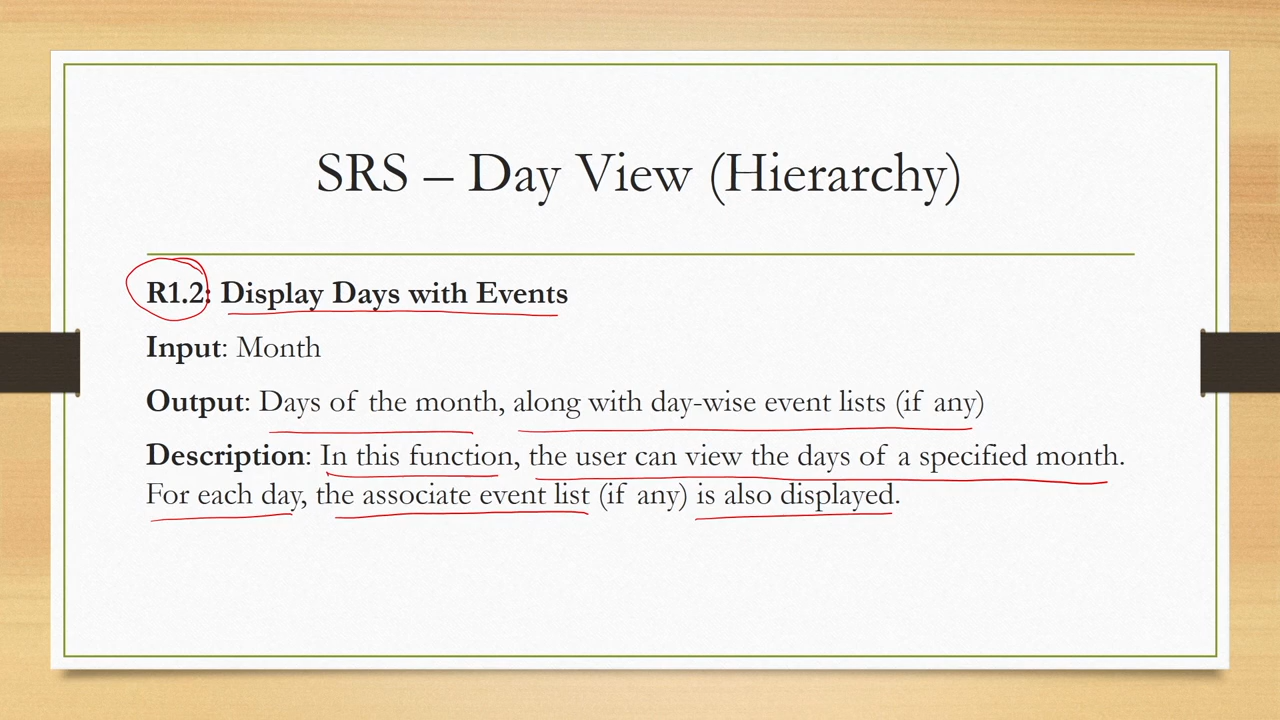 SRS – Day View (Hierarchy)
R1.2: Display Days with Events
Input: Month
Output: Days of the month, along with day-wise event lists (if any)
Description: In this function, the user can view the days of a specified month.
For each day, the associate event list (if any) is also displayed.